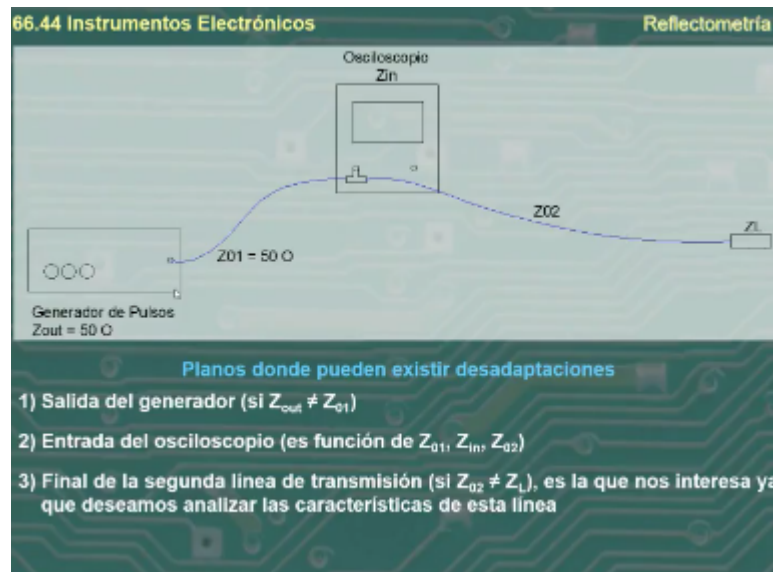 66.44 Instrumentos Electrónicos
Reflectometría
Osciloscopio
Zin
Z02
ZL
Z01 = 50 Ω
Generador de Pulsos
Zout = 50 Ω
Planos donde pueden existir desadaptaciones
1) Salida del generador (si Zout ≠ Z01)
2) Entrada del osciloscopio (es función de Z01, Zin, Z02)
3) Final de la segunda línea de transmisión (si Z02 ≠ ZL), es la que nos interesa ya
que deseamos analizar las características de esta línea